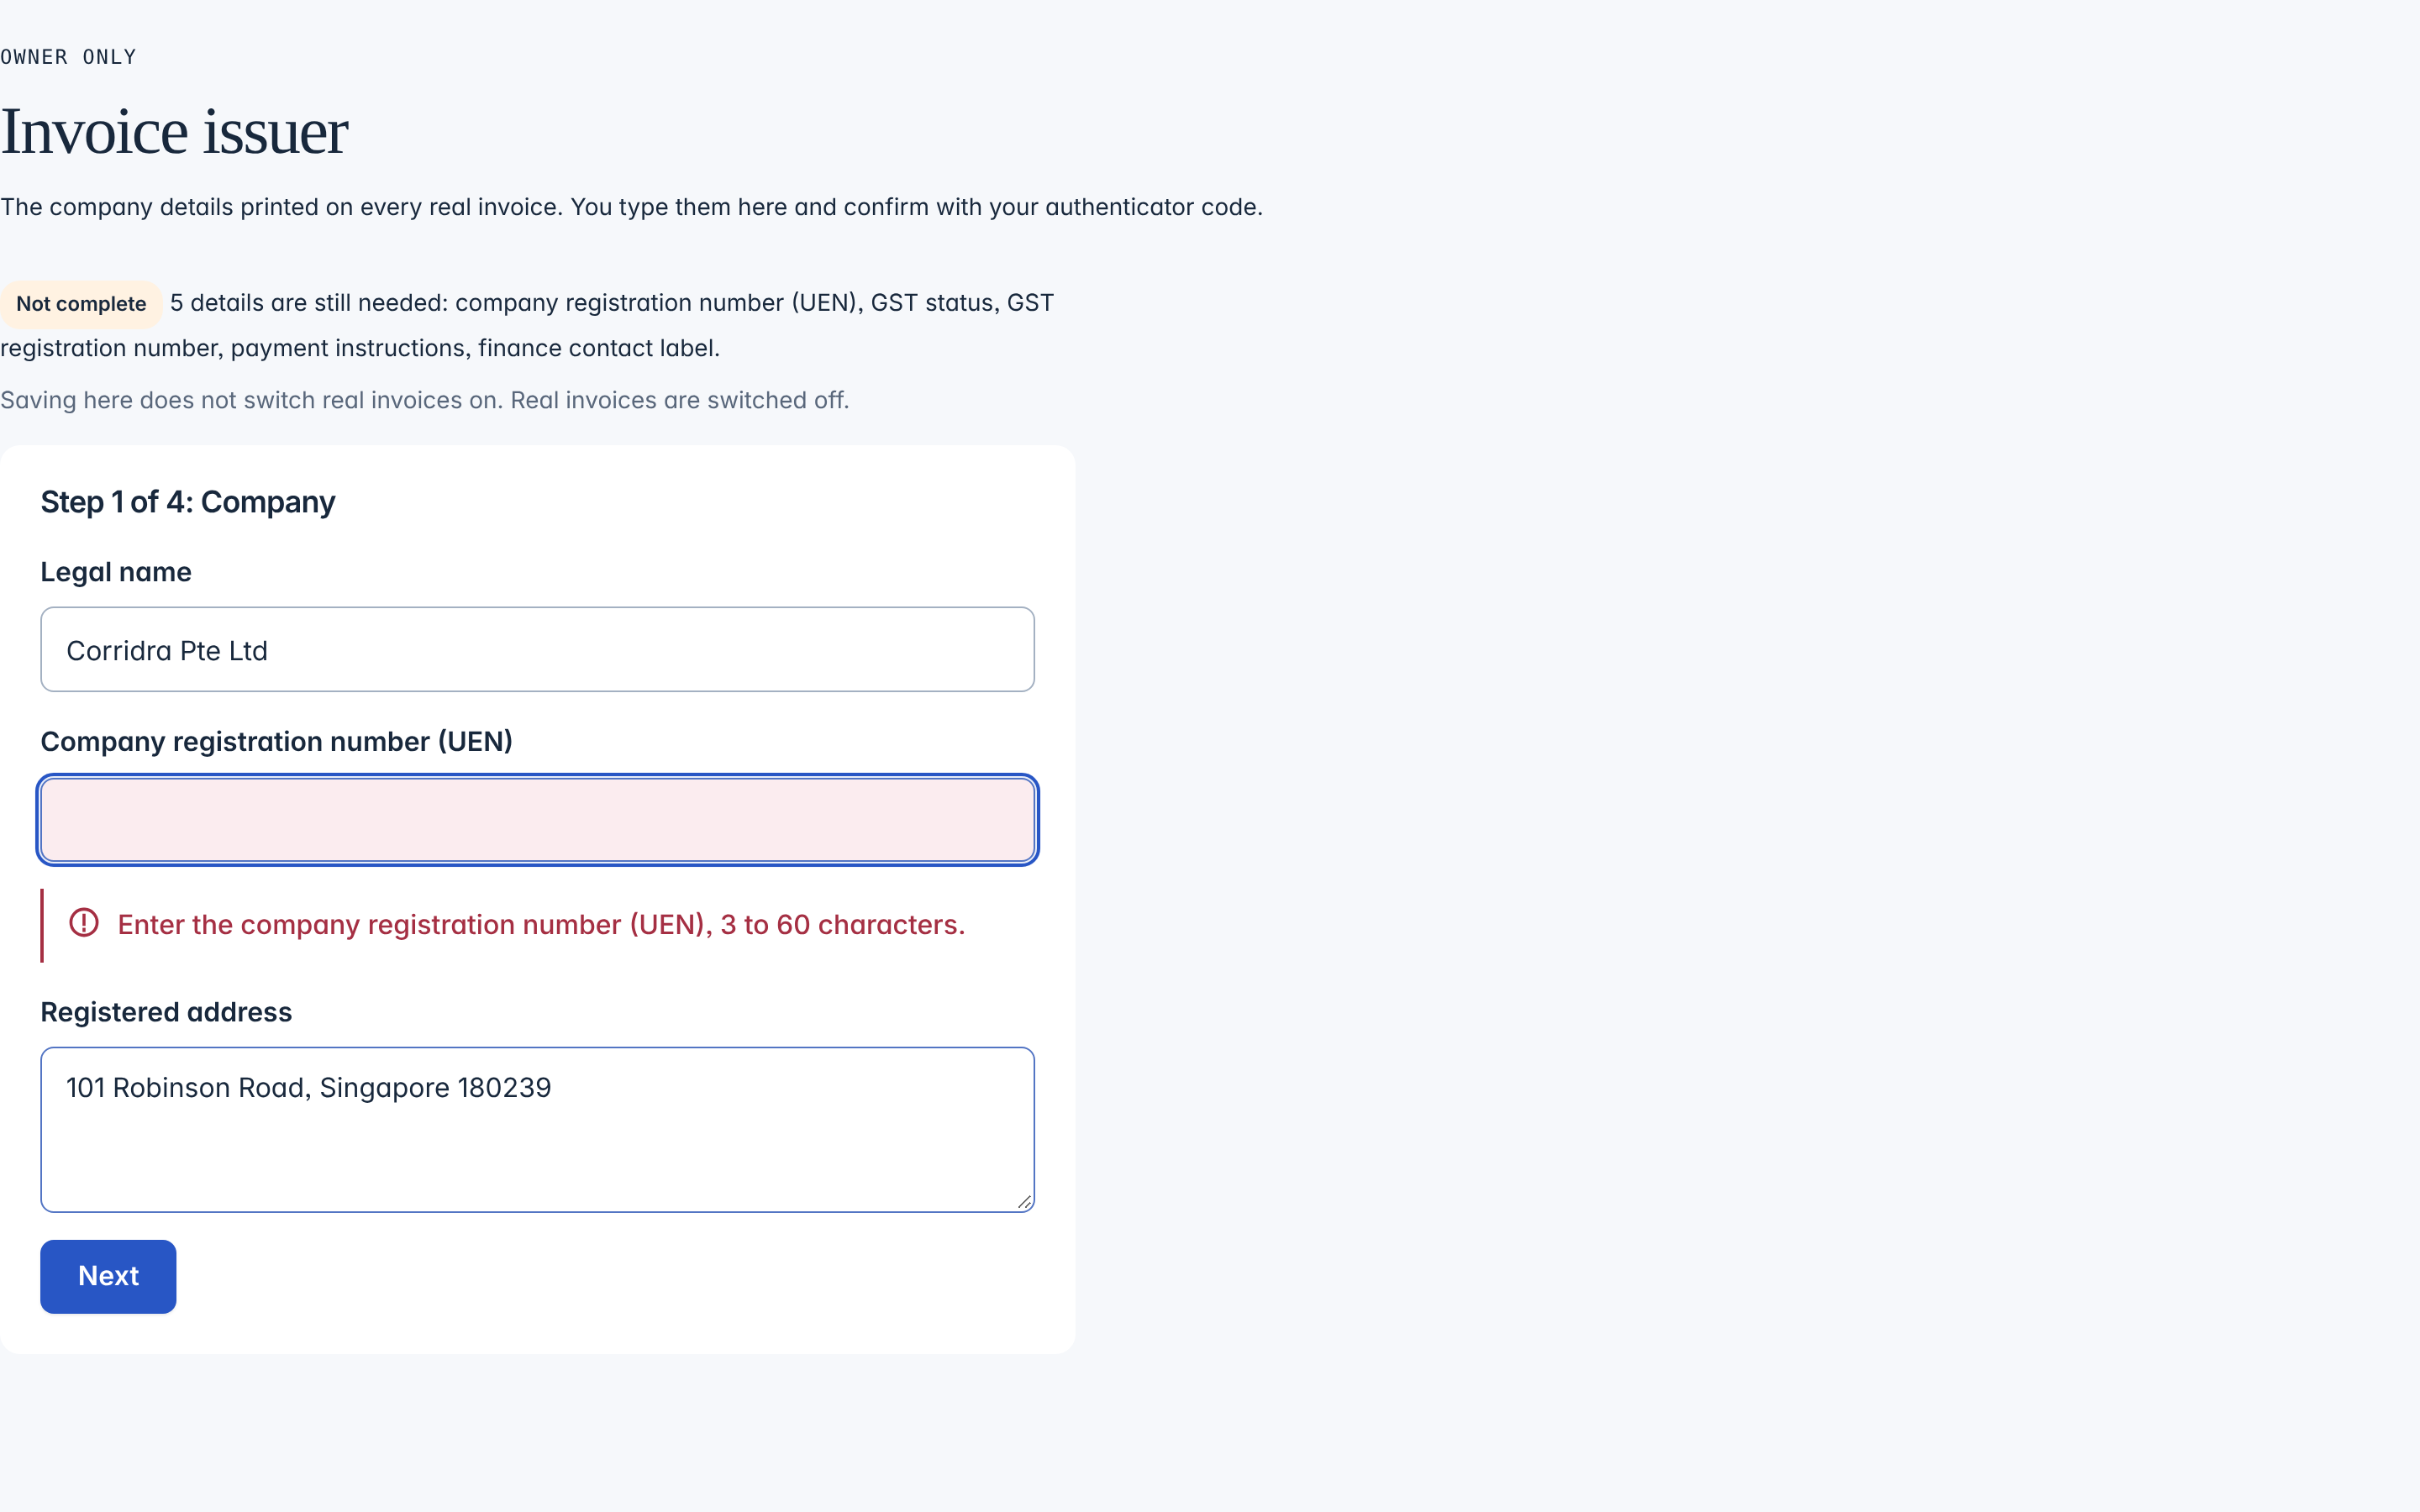 OWNER ONLY
Invoice issuer
The company details printed on every real invoice. You type them here and confirm with your authenticator code.
Not complete 5 details are still needed: company registration number (UEN), GST status, GST
registration number, payment instructions, finance contact label.
Saving here does not switch real invoices on. Real invoices are switched off.
Step 1 of 4: Company
Legal name
Corridra Pte Ltd
Company registration number (UEN)
Enter the company registration number (UEN), 3 to 60 characters.
Registered address
101 Robinson Road, Singapore 180239
Next